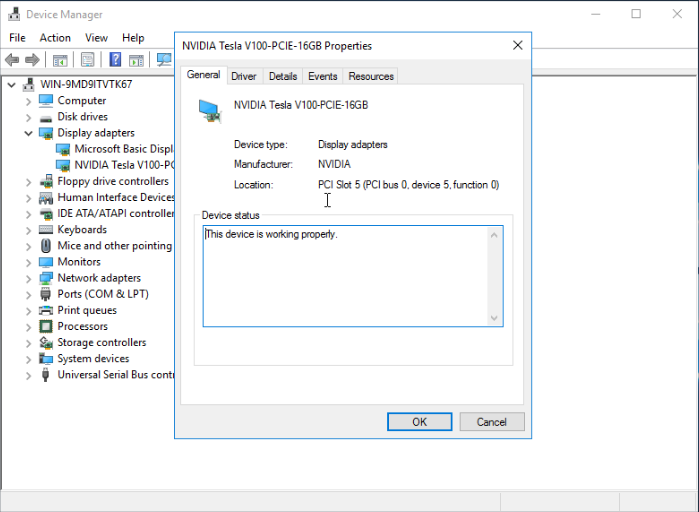 Device Manager
File Action View Help
WIN-9MD9ITVTK67
Computer
Disk drives
Display adapters
Microsoft Basic Displ
NVIDIA Tesla V100-PC
Floppy drive controllers
Human Interface Devices
IDE ATA/ATAPI controller
Keyboards
Mice and other pointing
Monitors
Network adapters
Ports (COM & LPT)
Print queues
Processors
Storage controllers
System devices
Universal Serial Bus contr
NVIDIA Tesla V100-PCIE-16GB Properties
General Driver Details Events Resources
NVIDIA Tesla V100-PCIE-16GB
Device type: Display adapters
Manufacturer: NVIDIA
Location: PCI Slot 5 (PCI bus 0, device 5, function 0)
Device status
This device is working properly.
OK Cancel